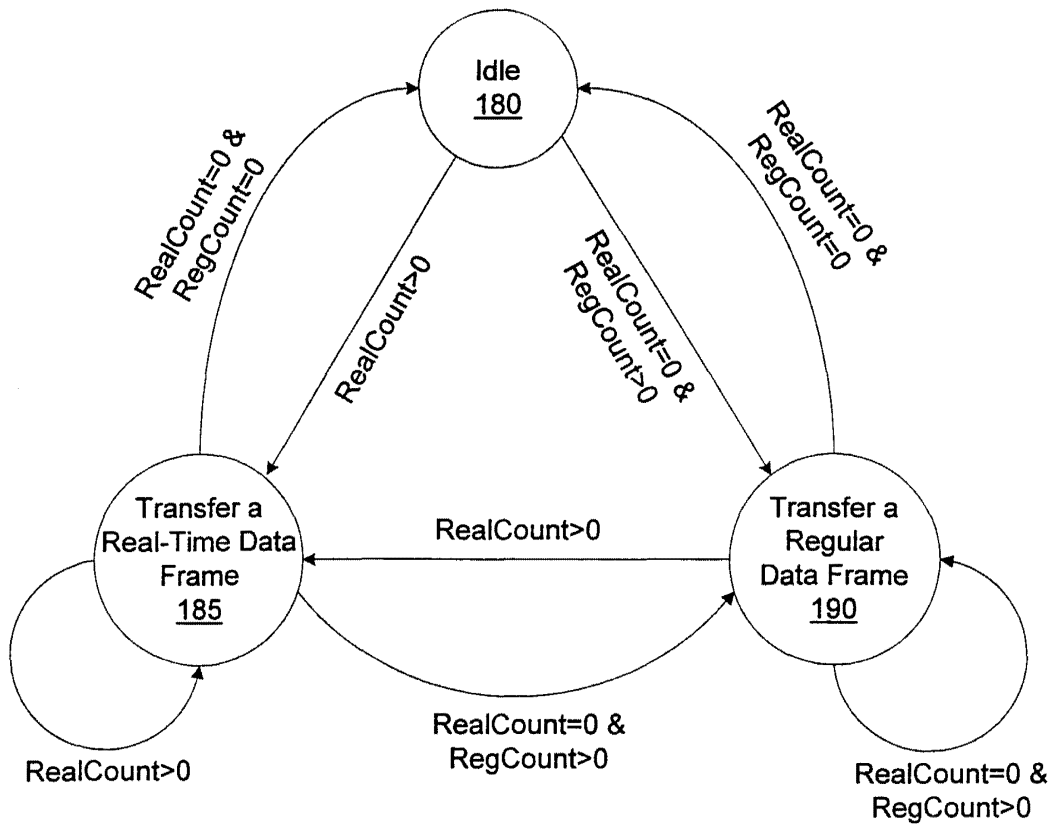 Idle
180
RealCount=0 &
RegCount=0
RealCount=0 &
RegCount=0
RealCount>0
RealCount=0 &
RegCount>0
Transfer a
Real-Time Data
Frame
185
RealCount>0
Transfer a
Regular
Data Frame
190
RealCount=0 &
RegCount>0
RealCount>0
RealCount=0 &
RegCount>0